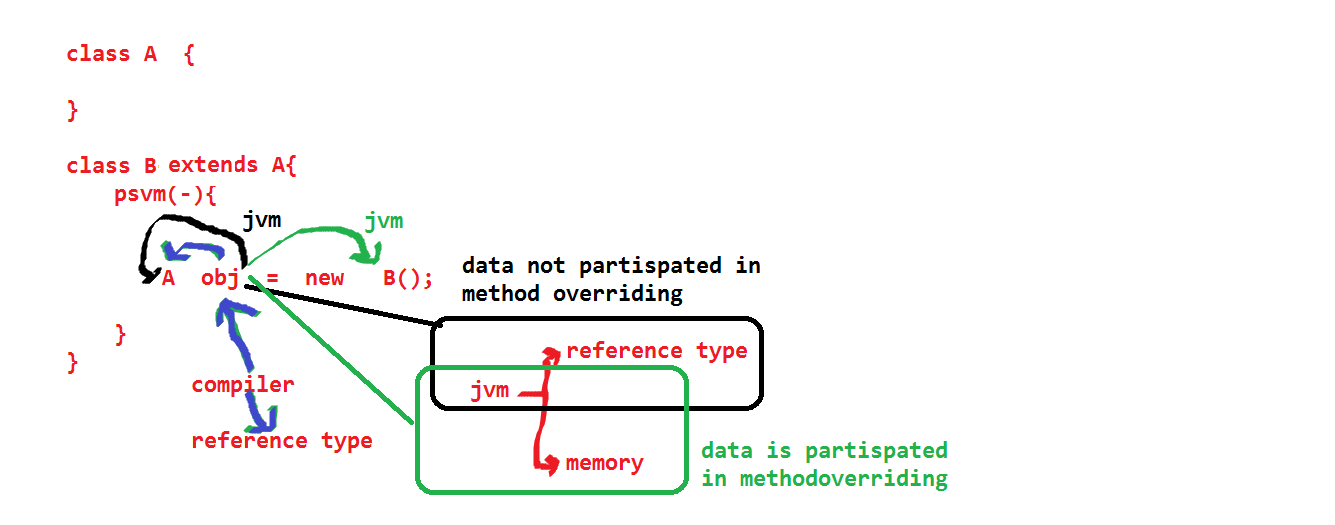 class A {
}
class B extends A{
psvm(-){
jvm jvm
A obj = new B();
data not partispated in
method overriding
}
}
reference type
jvm
compiler
reference type
memory
data is partispated
in methodoverriding